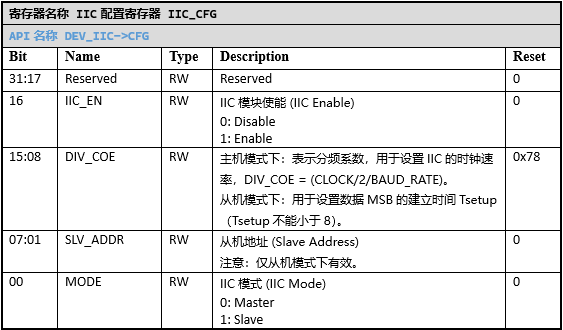 寄存器名称 IIC 配置寄存器 IIC_CFG
API 名称 DEV_IIC->CFG
Bit Name Type Description Reset
31:17 Reserved RW Reserved 0
16 IIC_EN RW IIC 模块使能 (IIC Enable) 0
0: Disable
1: Enable
15:08 DIV_COE RW 主机模式下：表示分频系数，用于设置 IIC 的时钟速 0x78
率，DIV_COE = (CLOCK/2/BAUD_RATE)。
从机模式下：用于设置数据 MSB 的建立时间 Tsetup
（Tsetup 不能小于 8）。
07:01 SLV_ADDR RW 从机地址 (Slave Address) 0
注意：仅从机模式下有效。
00 MODE RW IIC 模式 (IIC Mode) 0
0: Master
1: Slave